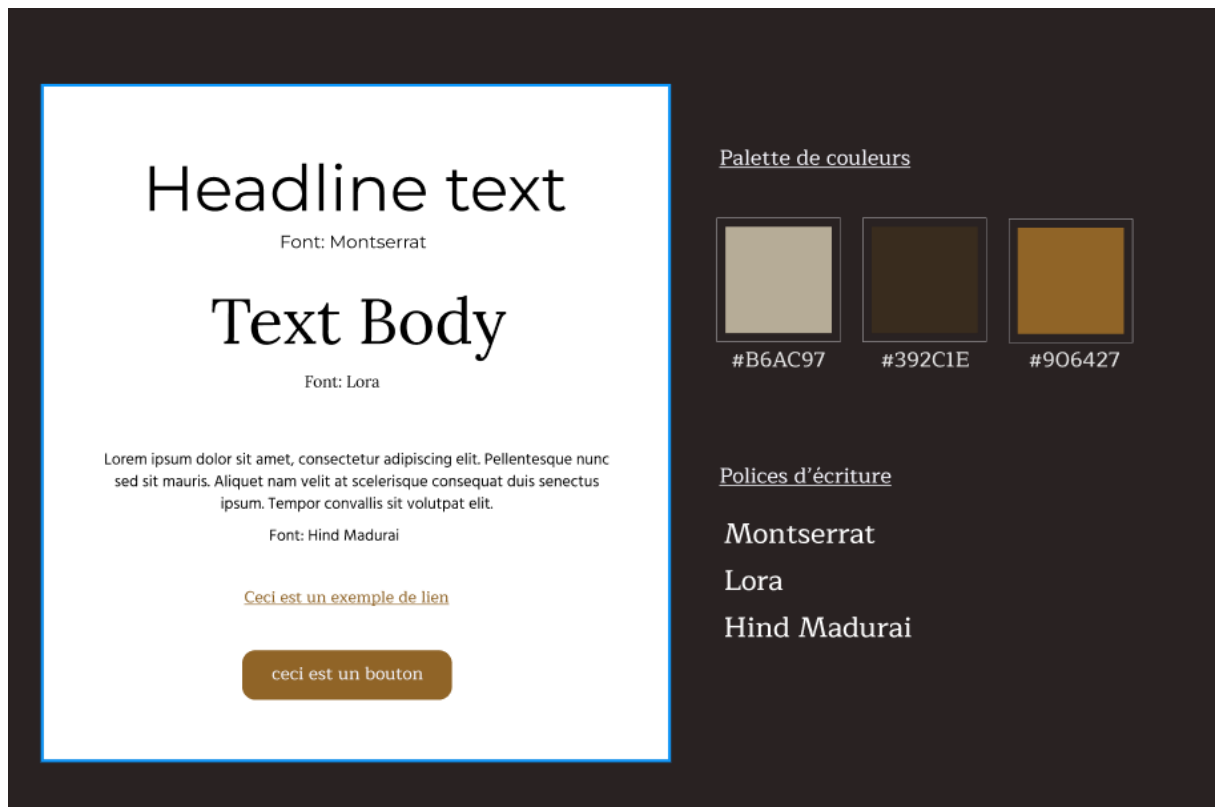 Headline text
Font: Montserrat
Text Body
Font: Lora
Lorem ipsum dolor sit amet, consectetur adipiscing elit. Pellentesque nunc
sed sit mauris. Aliquet nam velit at scelerisque consequat duis senectus
ipsum. Tempor convallis sit volutpat elit.
Font: Hind Madurai
Ceci est un exemple de lien
ceci est un bouton
Palette de couleurs
#B6AC97 #392C1E #906427
Polices d’écriture
Montserrat
Lora
Hind Madurai